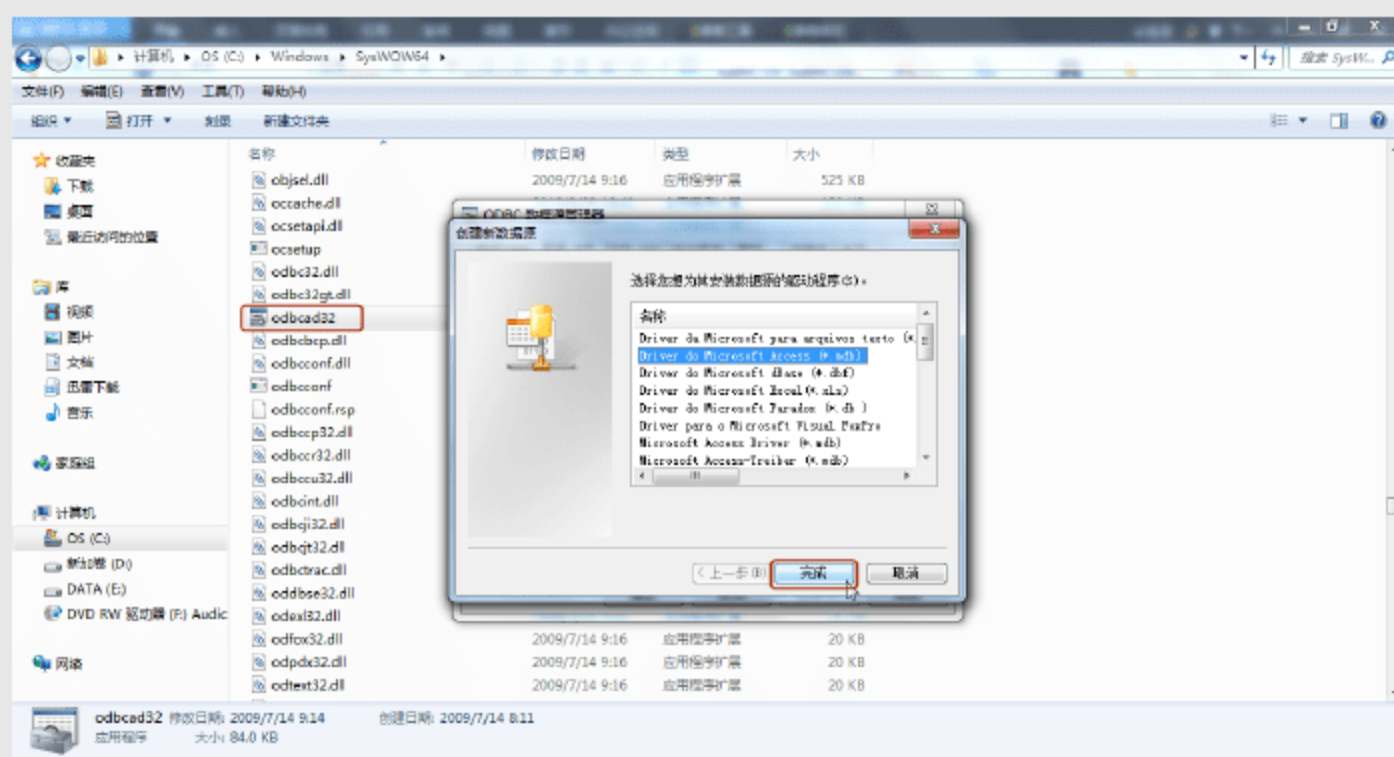 计算机 ▸ OS (C:) ▸ Windows ▸ SysWOW64 ▸
搜索 SysW...
文件(F) 编辑(E) 查看(V) 工具(T) 帮助(H)
组织 打开 刻录 新建文件夹
收藏夹
下载
桌面
最近访问的位置
库
视频
图片
文档
迅雷下载
音乐
家庭组
计算机
OS (C:)
新加卷 (D:)
DATA (E:)
DVD RW 驱动器 (F:) Audic
网络
名称 修改日期 类型 大小
objsel.dll 2009/7/14 9:16 应用程序扩展 525 KB
occache.dll
ocsetapi.dll
ocsetup
odbc32.dll
odbc32gt.dll
odbcad32
odbcbcp.dll
odbcconf.dll
odbcconf
odbcconf.rsp
odbccp32.dll
odbccr32.dll
odbccu32.dll
odbcint.dll
odbcji32.dll
odbcjt32.dll
odbctrac.dll
oddbse32.dll
odexl32.dll
odfox32.dll 2009/7/14 9:16 应用程序扩展 20 KB
odpdx32.dll 2009/7/14 9:16 应用程序扩展 20 KB
odtext32.dll 2009/7/14 9:16 应用程序扩展 20 KB
ODBC 数据源管理器
创建新数据源
选择您想为其安装数据源的驱动程序(S)。
名称
Driver da Microsoft para arquivos texto (*.
Driver do Microsoft Access (*.mdb)
Driver do Microsoft dBase (*.dbf)
Driver do Microsoft Excel(*.xls)
Driver do Microsoft Paradox (*.db )
Driver para o Microsoft Visual FoxPro
Microsoft Access Driver (*.mdb)
Microsoft Access-Treiber (*.mdb)
< 上一步(B) 完成 取消
odbcad32 修改日期: 2009/7/14 9:14 创建日期: 2009/7/14 8:11
应用程序 大小: 84.0 KB